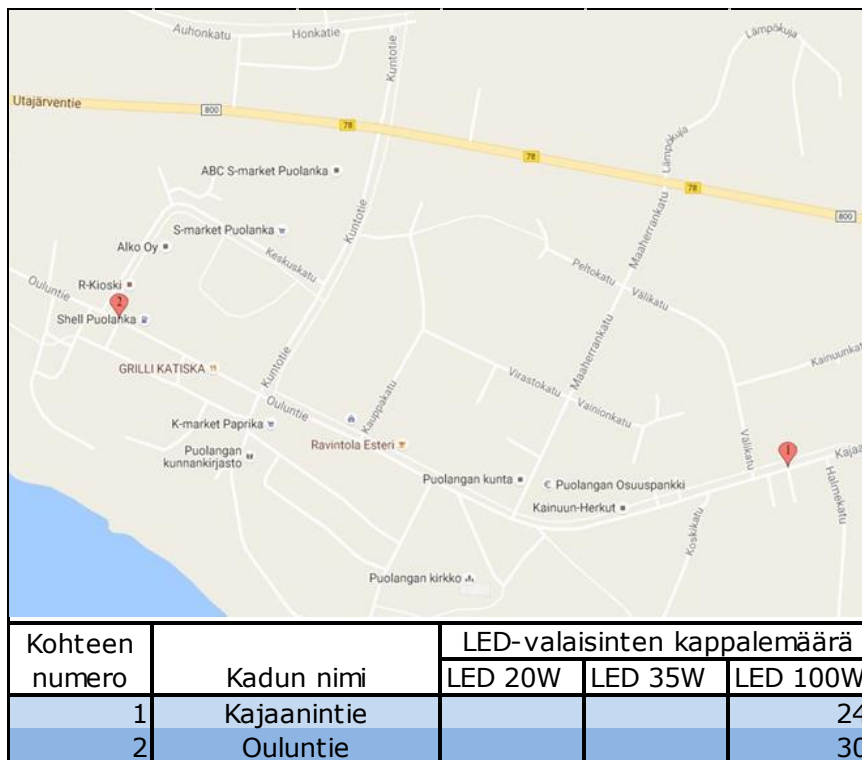 Auhonkatu
Honkatie
Kuntotie
Lämpökuja
Utajärventie
800
78
ABC S-market Puolanka
78
Lämpökuja
78
800
S-market Puolanka
Kuntotie
Maaherrankatu
Alko Oy
Keskuskatu
Peltokatu
Ouluntie
R-Kioski
Välikatu
2
Shell Puolanka
GRILLI KATISKA
Kuntotie
Maaherrankatu
Kainuunkat
Virastokatu
Ouluntie
Kauppakatu
Vainionkatu
K-market Paprika
Ravintola Esteri
Välikatu
1
Kajaa
Puolangan
kunnankirjasto
Puolangan kunta
€ Puolangan Osuuspankki
Halmekatu
Kainuun-Herkut
Koskikatu
Puolangan kirkko
Kohteen
numero
Kadun nimi
LED-valaisinten kappalemäärä
LED 20W
LED 35W
LED 100W
1
Kajaanintie
24
2
Ouluntie
30